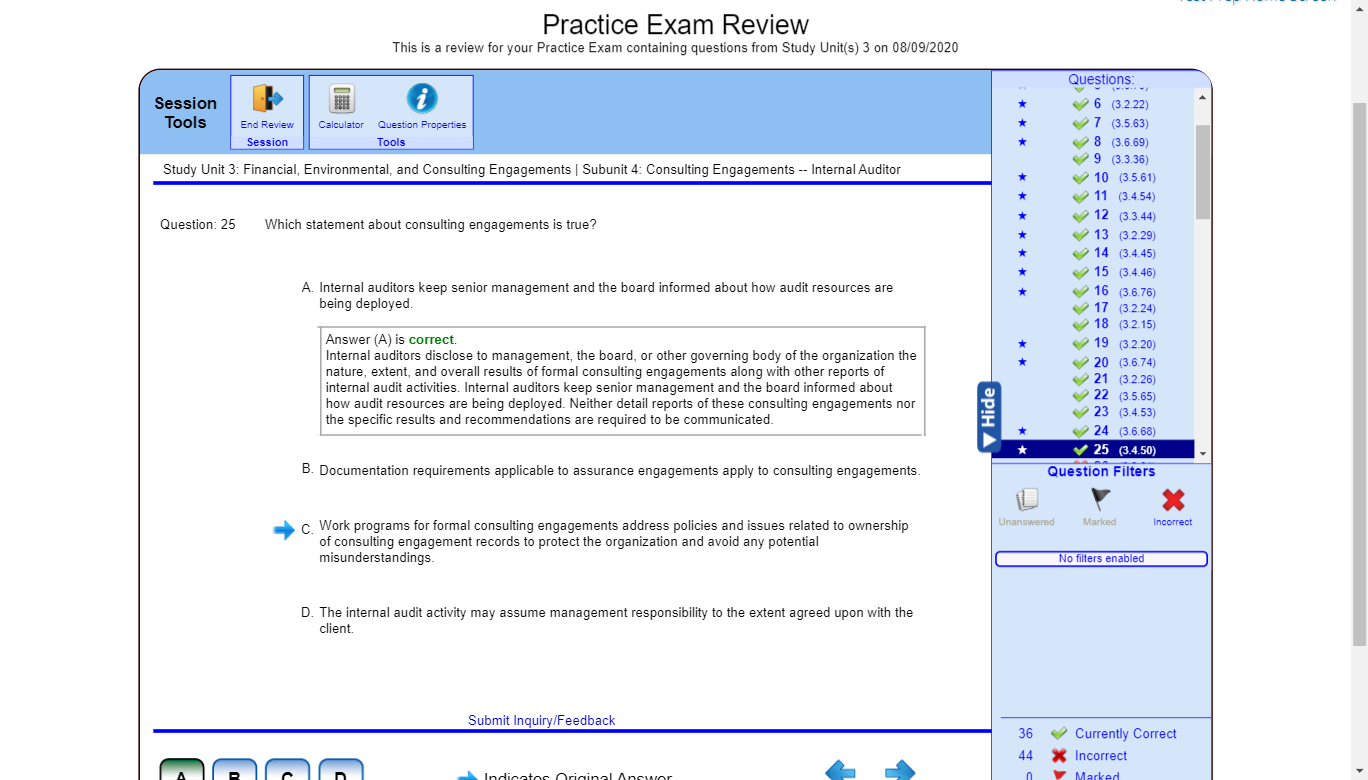 Practice Exam Review
This is a review for your Practice Exam containing questions from Study Unit(s) 3 on 08/09/2020
Session Tools
End Review
Session
Calculator
Question Properties
Tools
Study Unit 3: Financial, Environmental, and Consulting Engagements | Subunit 4: Consulting Engagements -- Internal Auditor
Question: 25 Which statement about consulting engagements is true?
A. Internal auditors keep senior management and the board informed about how audit resources are
being deployed.
Answer (A) is correct.
Internal auditors disclose to management, the board, or other governing body of the organization the
nature, extent, and overall results of formal consulting engagements along with other reports of
internal audit activities. Internal auditors keep senior management and the board informed about
how audit resources are being deployed. Neither detail reports of these consulting engagements nor
the specific results and recommendations are required to be communicated.
B. Documentation requirements applicable to assurance engagements apply to consulting engagements.
C. Work programs for formal consulting engagements address policies and issues related to ownership
of consulting engagement records to protect the organization and avoid any potential
misunderstandings.
D. The internal audit activity may assume management responsibility to the extent agreed upon with the
client.
Submit Inquiry/Feedback
A B C D
Indicates Original Answer
Questions:
6 (3.2.22)
7 (3.5.63)
8 (3.6.69)
9 (3.3.36)
10 (3.5.61)
11 (3.4.54)
12 (3.3.44)
13 (3.2.29)
14 (3.4.45)
15 (3.4.46)
16 (3.6.76)
17 (3.2.24)
18 (3.2.15)
19 (3.2.20)
20 (3.6.74)
21 (3.2.26)
22 (3.5.65)
23 (3.4.53)
24 (3.6.68)
25 (3.4.50)
Hide
Question Filters
Unanswered
Marked
Incorrect
No filters enabled
36 Currently Correct
44 Incorrect
0 Marked